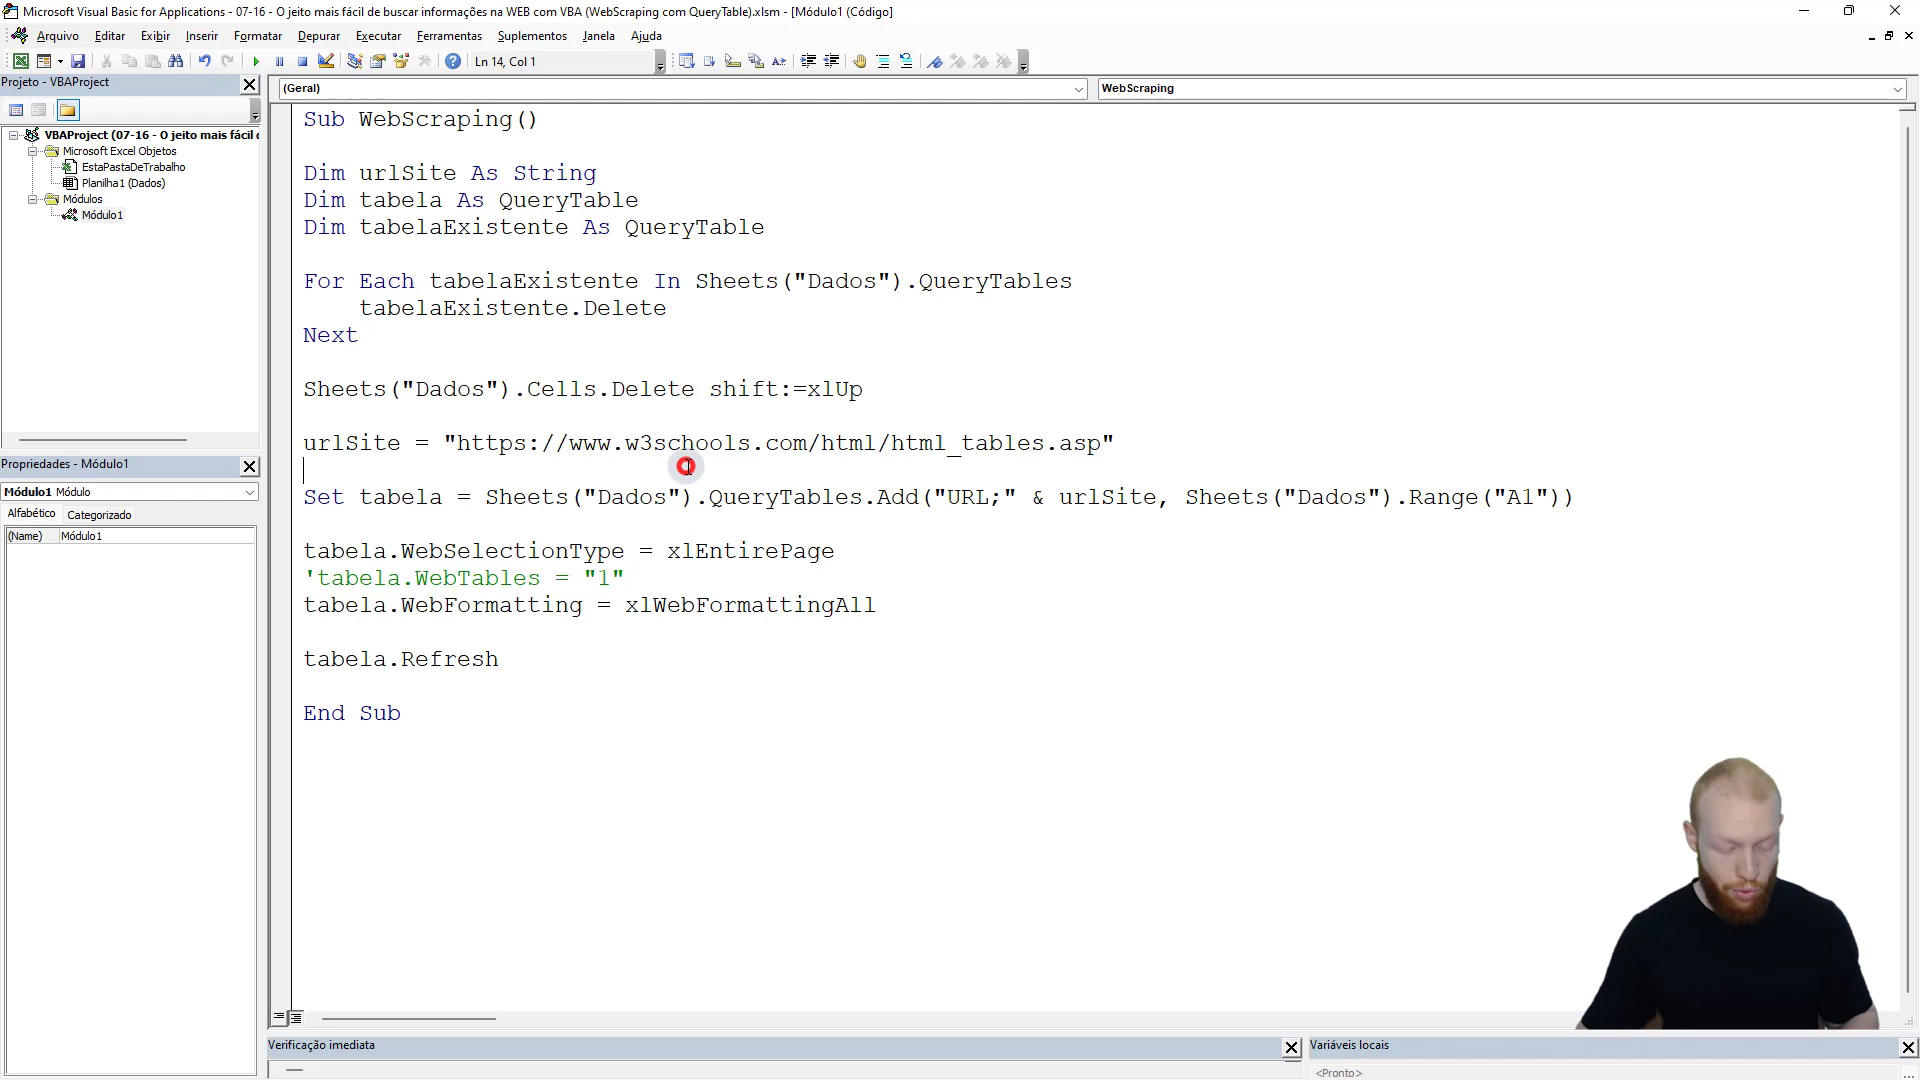 Microsoft Visual Basic for Applications - 07-16 - O jeito mais fácil de buscar informações na WEB com VBA (WebScraping com QueryTable).xlsm - [Módulo1 (Código]
Arquivo Editar Exibir Inserir Formatar Depurar Executar Ferramentas Suplementos Janela Ajuda
Ln 14, Col 1
Projeto - VBAProject
VBAProject (07-16 - O jeito mais fácil d
Microsoft Excel Objetos
EstaPastaDeTrabalho
Planilha1 (Dados)
Módulos
Módulo1
Propriedades - Módulo1
Módulo1 Módulo
Alfabético Categorizado
(Name) Módulo1
(Geral) WebScraping
Sub WebScraping()
Dim urlSite As String
Dim tabela As QueryTable
Dim tabelaExistente As QueryTable
For Each tabelaExistente In Sheets("Dados").QueryTables
tabelaExistente.Delete
Next
Sheets("Dados").Cells.Delete shift:=xlUp
urlSite = "https://www.w3schools.com/html/html_tables.asp"
Set tabela = Sheets("Dados").QueryTables.Add("URL;" & urlSite, Sheets("Dados").Range("A1"))
tabela.WebSelectionType = xlEntirePage
'tabela.WebTables = "1"
tabela.WebFormatting = xlWebFormattingAll
tabela.Refresh
End Sub
Verificação imediata
Variáveis locais
<Pronto>
...